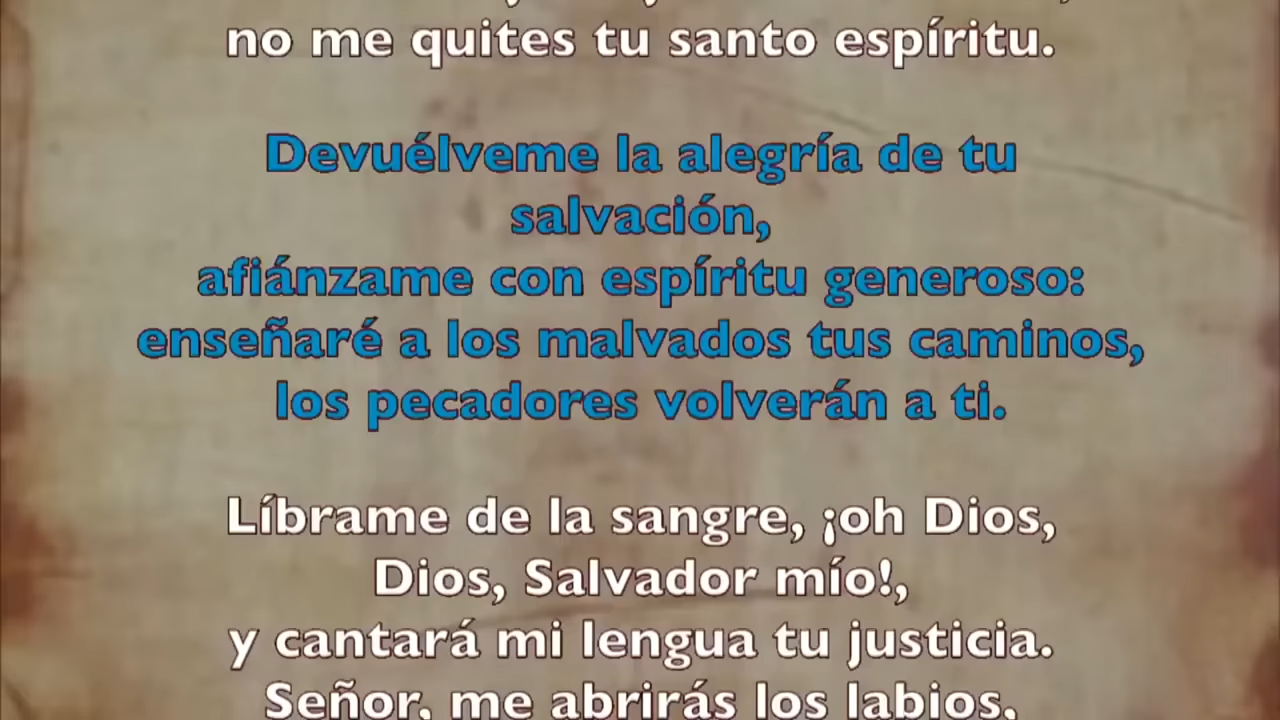 no me quites tu santo espíritu.
Devuélveme la alegría de tu
salvación,
afiánzame con espíritu generoso:
enseñaré a los malvados tus caminos,
los pecadores volverán a ti.
Líbrame de la sangre, ¡oh Dios,
Dios, Salvador mío!,
y cantará mi lengua tu justicia.
Señor, me abrirás los labios,